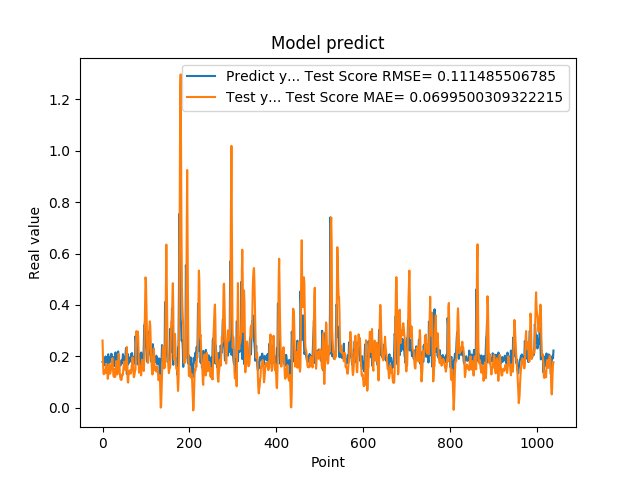 Model predict
Predict y... Test Score RMSE= 0.111485506785
Test y... Test Score MAE= 0.0699500309322215
1.2
1.0
0.8
0.6
0.4
0.2
0.0
Real value
0 200 400 600 800 1000
Point